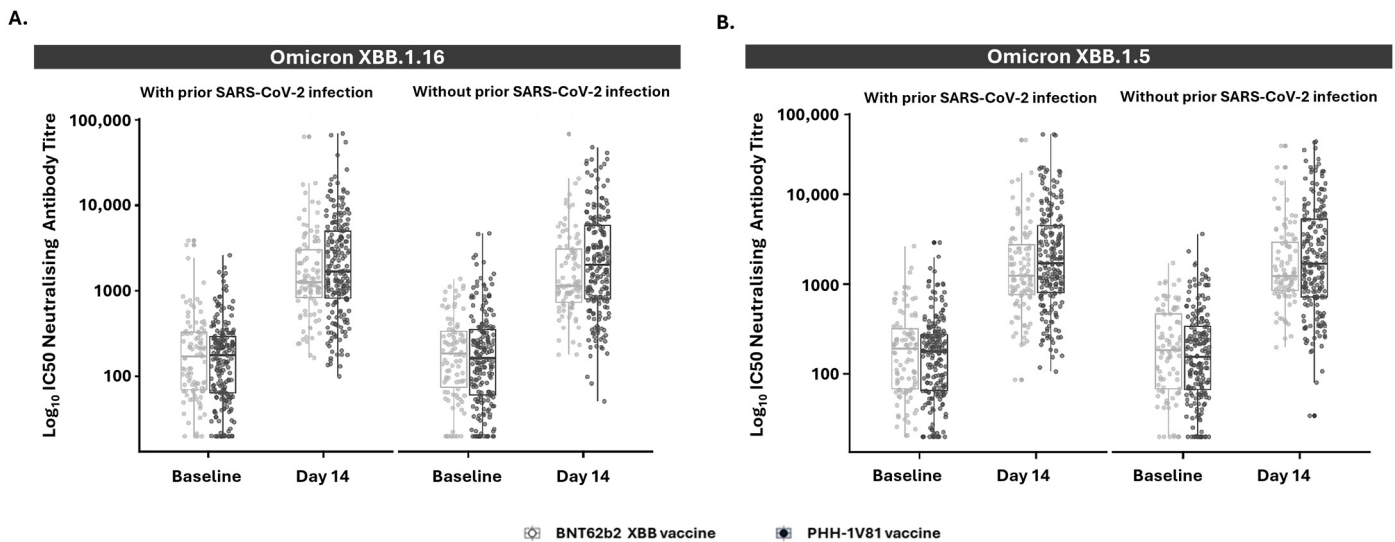 A.
Omicron XBB.1.16
With prior SARS-CoV-2 infection
Without prior SARS-CoV-2 infection
Log10 IC50 Neutralising Antibody Titre
100,000
10,000
1000
100
Baseline
Day 14
Baseline
Day 14
B.
Omicron XBB.1.5
With prior SARS-CoV-2 infection
Without prior SARS-CoV-2 infection
Log10 IC50 Neutralising Antibody Titre
100,000
10,000
1000
100
Baseline
Day 14
Baseline
Day 14
BNT62b2 XBB vaccine
PHH-1V81 vaccine